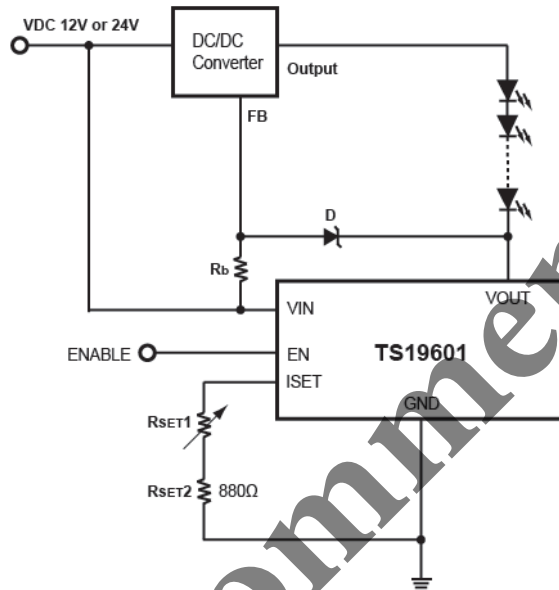 VDC 12V or 24V
DC/DC
Converter
Output
FB
D
Rb
VIN
VOUT
ENABLE
EN
TS19601
ISET
GND
RSET1
RSET2 880Ω
ommen